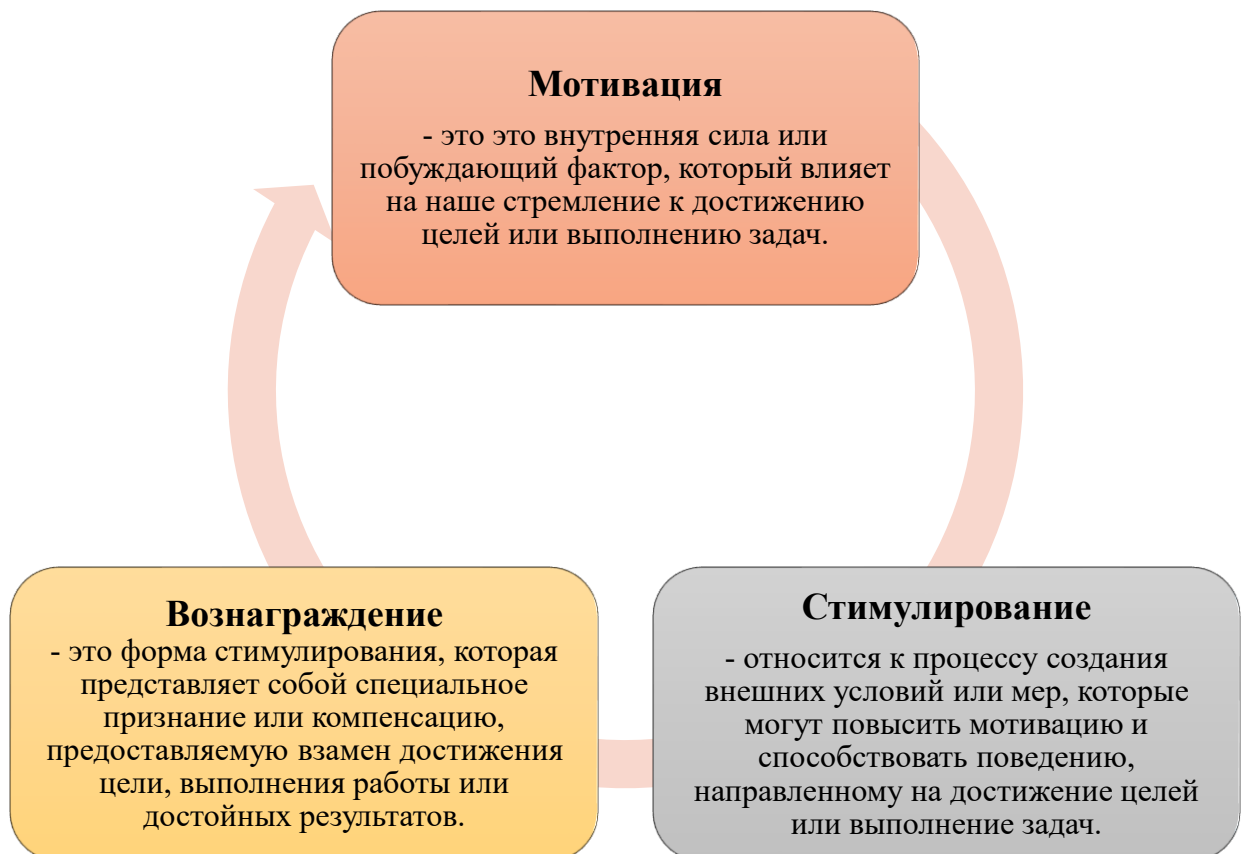 Мотивация
- это это внутренняя сила или
побуждающий фактор, который влияет
на наше стремление к достижению
целей или выполнению задач.
Вознаграждение
- это форма стимулирования, которая
представляет собой специальное
признание или компенсацию,
предоставляемую взамен достижения
цели, выполнения работы или
достойных результатов.
Стимулирование
- относится к процессу создания
внешних условий или мер, которые
могут повысить мотивацию и
способствовать поведению,
направленному на достижение целей
или выполнение задач.